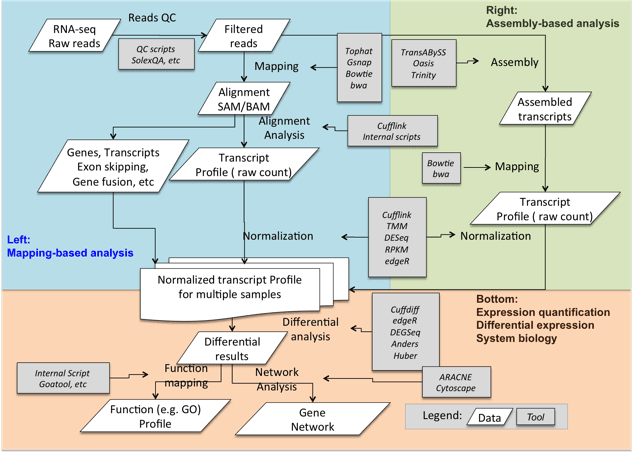 Reads QC
RNA-seq
Raw reads
Filtered
reads
Right:
Assembly-based analysis
QC scripts
SolexQA, etc
Mapping
Tophat
Gsnap
Bowtie
bwa
TransABySS
Oasis
Trinity
Assembly
Alignment
SAM/BAM
Assembled
transcripts
Alignment
Analysis
Cufflink
Internal scripts
Genes, Transcripts
Exon skipping,
Gene fusion, etc
Transcript
Profile ( raw count)
Bowtie
bwa
Mapping
Transcript
Profile ( raw count)
Left:
Mapping-based analysis
Normalization
Cufflink
TMM
DESeq
RPKM
edgeR
Normalization
Normalized transcript Profile
for multiple samples
Bottom:
Expression quantification
Differential expression
System biology
Differential
analysis
Cuffdiff
edgeR
DEGSeq
Anders
Huber
Differential
results
Internal Script
Goatool, etc
Function
mapping
Network
Analysis
ARACNE
Cytoscape
Function (e.g. GO)
Profile
Gene
Network
Legend:
Data
Tool